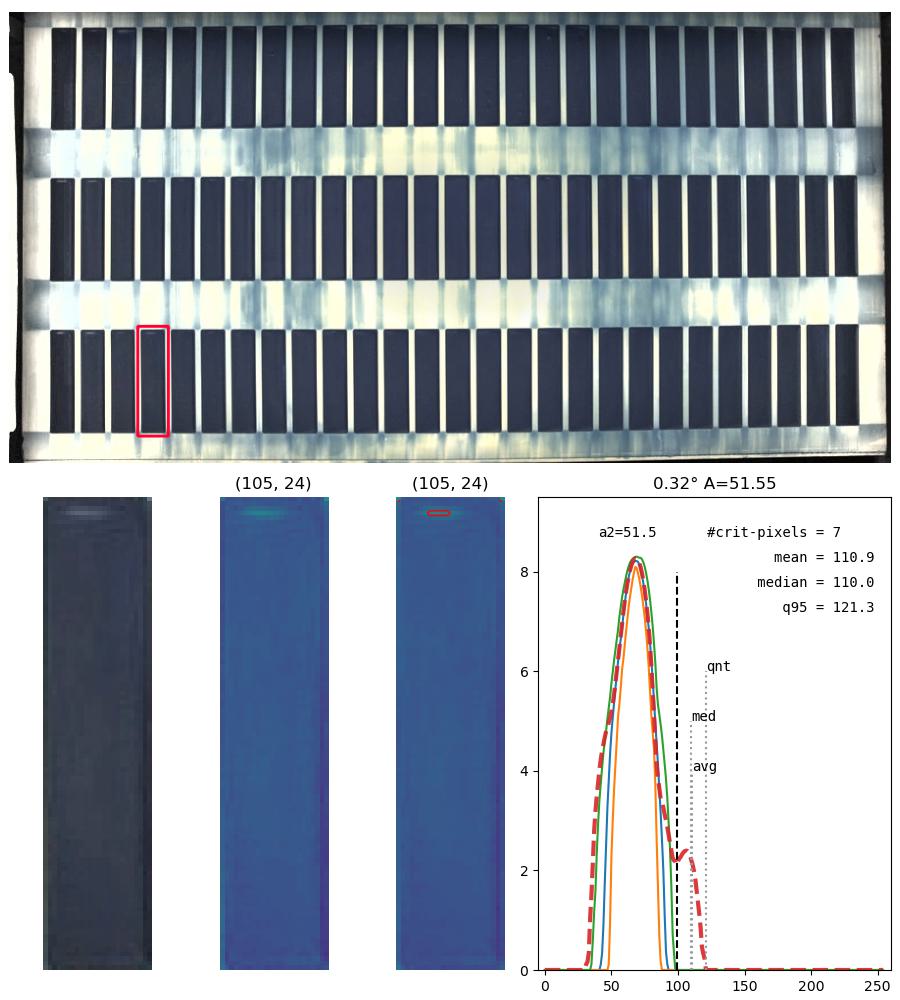 (105, 24)
(105, 24)
0.32° A=51.55
a2=51.5
#crit-pixels = 7
mean = 110.9
median = 110.0
q95 = 121.3
qnt
med
avg
8
6
4
2
0
0 50 100 150 200 250